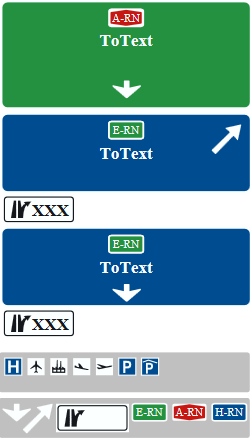 A-RN
ToText
E-RN
ToText
XXX
E-RN
ToText
XXX
H P P
E-RN A-RN H-RN